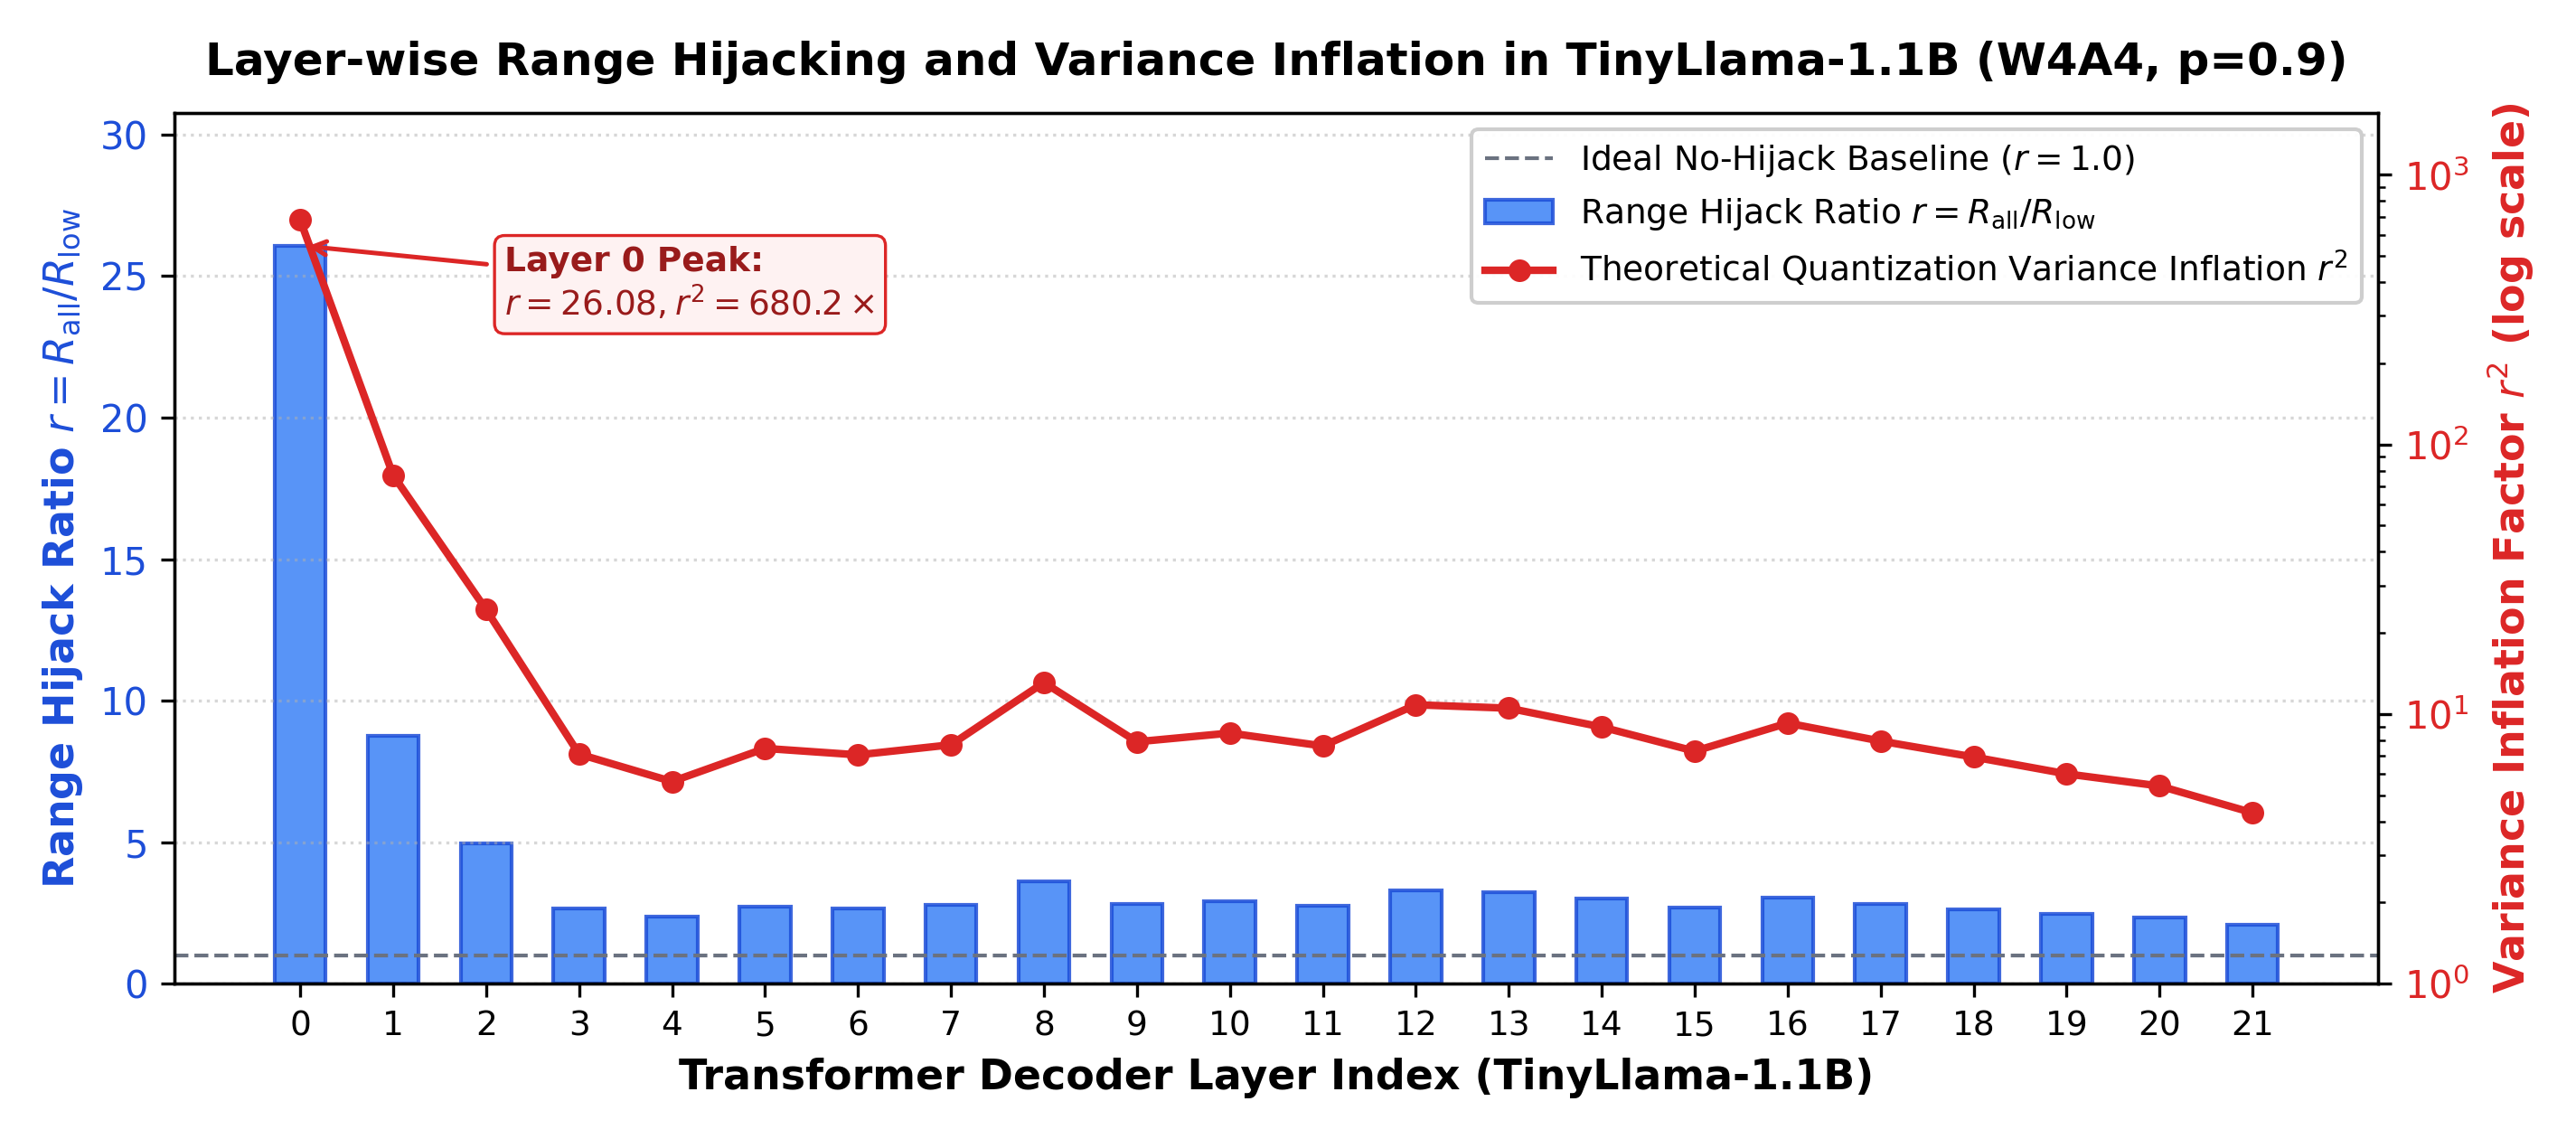 Layer-wise Range Hijacking and Variance Inflation in TinyLlama-1.1B (W4A4, p=0.9)
Range Hijack Ratio r = R_all/R_low
30
25
20
15
10
5
0
Layer 0 Peak:
r = 26.08, r² = 680.2×
Ideal No-Hijack Baseline (r = 1.0)
Range Hijack Ratio r = R_all/R_low
Theoretical Quantization Variance Inflation r²
10³
10²
10¹
10⁰
Variance Inflation Factor r² (log scale)
0 1 2 3 4 5 6 7 8 9 10 11 12 13 14 15 16 17 18 19 20 21
Transformer Decoder Layer Index (TinyLlama-1.1B)